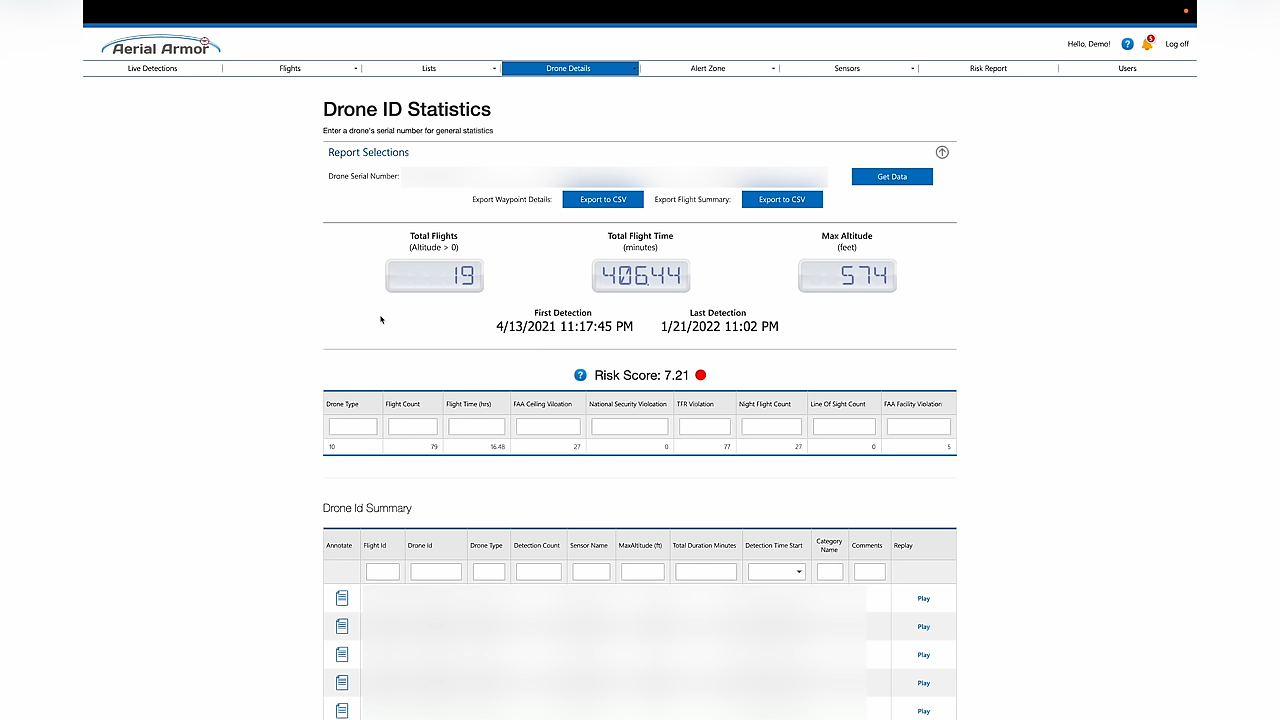 Aerial Armor
Hello, Demo! ? 5 Log off
Live Detections Flights Lists Drone Details Alert Zone Sensors Risk Report Users
Drone ID Statistics
Enter a drone's serial number for general statistics
Report Selections
Drone Serial Number: Get Data
Export Waypoint Details: Export to CSV Export Flight Summary: Export to CSV
Total Flights Total Flight Time Max Altitude
(Altitude > 0) (minutes) (feet)
19 406.44 574
First Detection Last Detection
4/13/2021 11:17:45 PM 1/21/2022 11:02 PM
? Risk Score: 7.21
Drone Type Flight Count Flight Time (hrs) FAA Ceiling Viloation National Security Violoation TFR Violation Night Flight Count Line Of Sight Count FAA Facility Violation
10 79 16.48 27 0 77 27 0 5
Drone Id Summary
Annotate Flight Id Drone Id Drone Type Detection Count Sensor Name MaxAltitude (ft) Total Duration Minutes Detection Time Start Category Name Comments Replay
Play
Play
Play
Play
Play